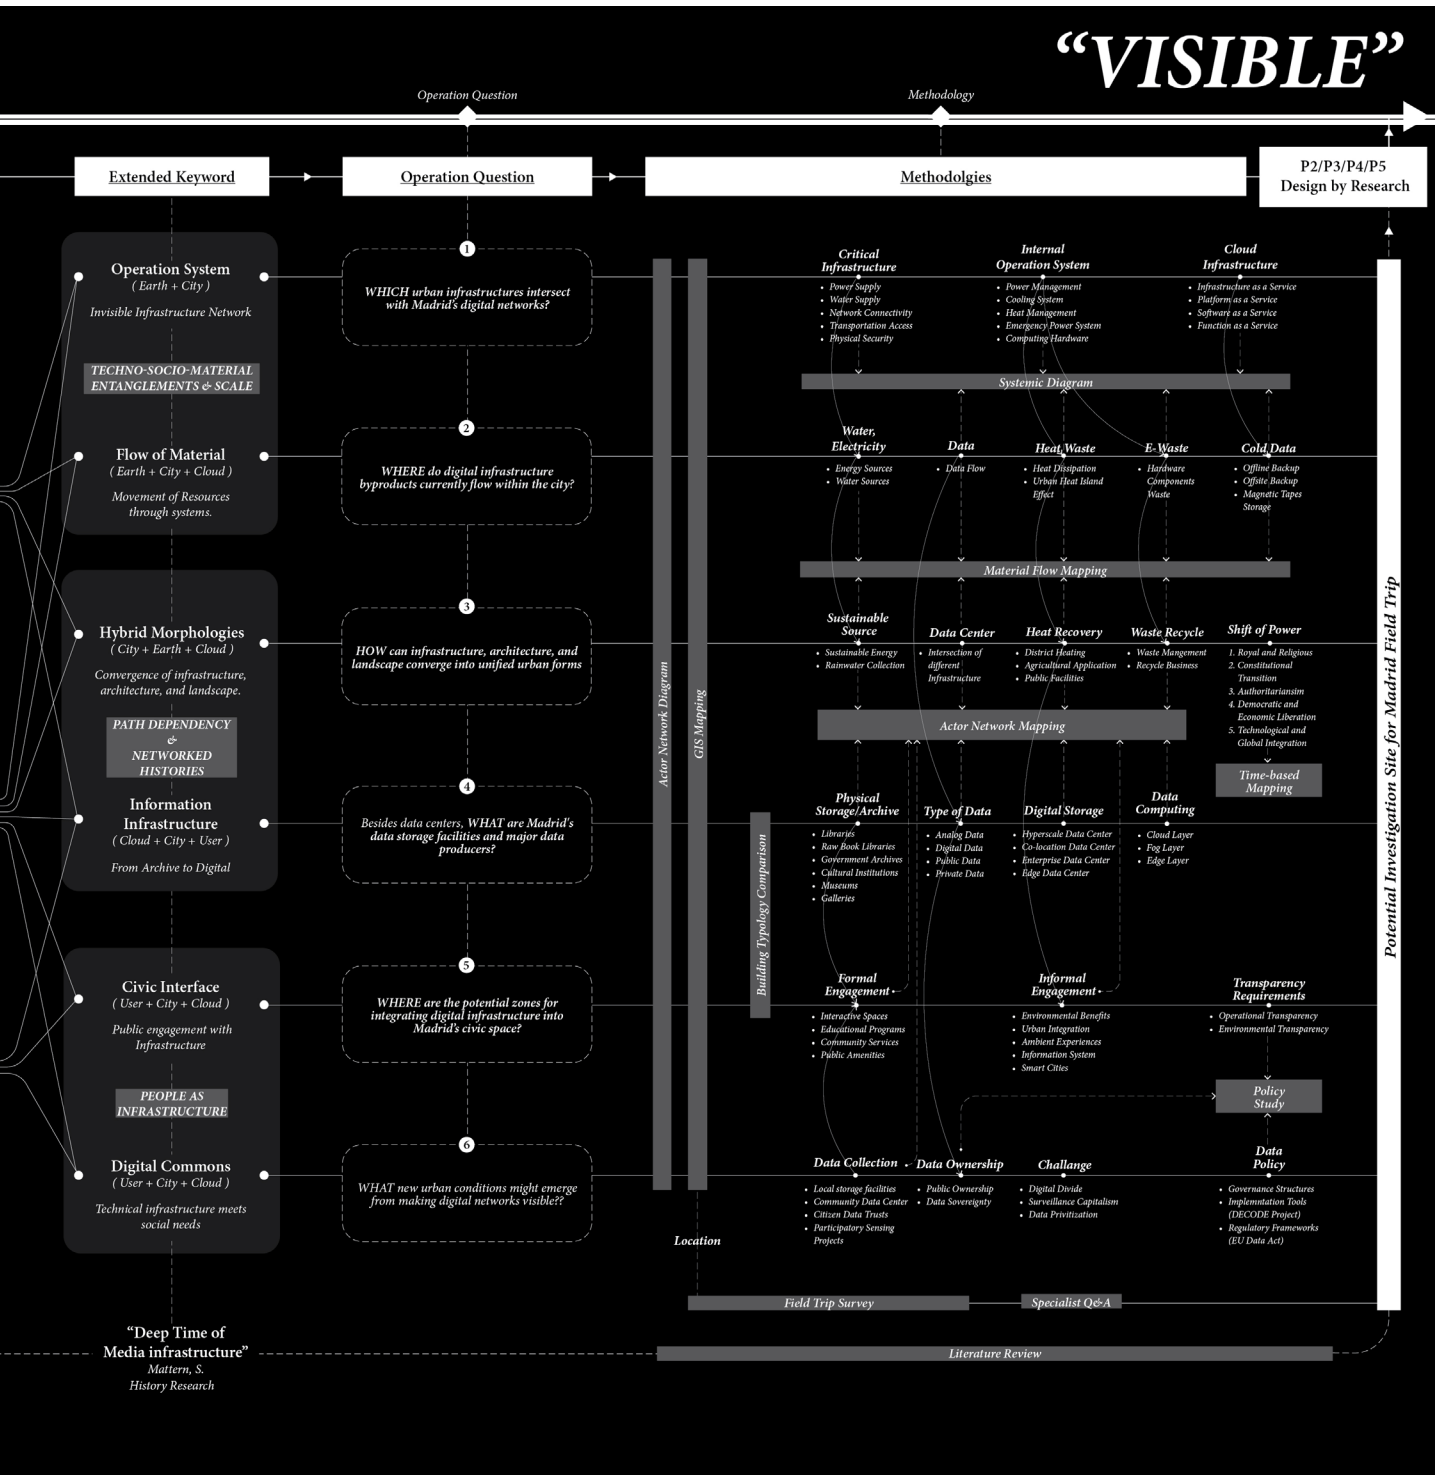 “VISIBLE”
Operation Question
Methodology
Extended Keyword
Operation Question
Methodolgies
P2/P3/P4/P5
Design by Research
Operation System
( Earth + City )
Invisible Infrastructure Network
TECHNO-SOCIO-MATERIAL
ENTANGLEMENTS & SCALE
Flow of Material
( Earth + City + Cloud )
Movement of Resources
through systems.
Hybrid Morphologies
( City + Earth + Cloud )
Convergence of infrastructure,
architecture, and landscape.
PATH DEPENDENCY
&
NETWORKED
HISTORIES
Information
Infrastructure
( Cloud + City + User )
From Archive to Digital
Civic Interface
( User + City + Cloud )
Public engagement with
Infrastructure
PEOPLE AS
INFRASTRUCTURE
Digital Commons
( User + City + Cloud )
Technical infrastructure meets
social needs
“Deep Time of
Media infrastructure”
Mattern, S.
History Research
1
WHICH urban infrastructures intersect
with Madrid's digital networks?
2
WHERE do digital infrastructure
byproducts currently flow within the city?
3
HOW can infrastructure, architecture, and
landscape converge into unified urban forms
4
Besides data centers, WHAT are Madrid's
data storage facilities and major data
producers?
5
WHERE are the potential zones for
integrating digital infrastructure into
Madrid's civic space?
6
WHAT new urban conditions might emerge
from making digital networks visible??
Actor Network Diagram
GIS Mapping
Building Typology Comparison
Critical
Infrastructure
• Power Supply
• Water Supply
• Network Connectivity
• Transportation Access
• Physical Security
Internal
Operation System
• Power Management
• Cooling System
• Heat Management
• Emergency Power System
• Computing Hardware
Cloud
Infrastructure
• Infrastructure as a Service
• Platform as a Service
• Software as a Service
• Function as a Service
Systemic Diagram
Water,
Electricity
• Energy Sources
• Water Sources
Data
• Data Flow
Heat Waste
• Heat Dissipation
• Urban Heat Island
Effect
E-Waste
• Hardware
Components
Waste
Cold Data
• Offline Backup
• Offsite Backup
• Magnetic Tapes
Storage
Material Flow Mapping
Sustainable
Source
• Sustainable Energy
• Rainwater Collection
Data Center
• Intersection of
different
Infrastructure
Heat Recovery
• District Heating
• Agricultural Application
• Public Facilities
Waste Recycle
• Waste Mangement
• Recycle Business
Shift of Power
1. Royal and Religious
2. Constitutional
Transition
3. Authoritariansim
4. Democratic and
Economic Liberation
5. Technological and
Global Integration
Actor Network Mapping
Time-based
Mapping
Physical
Storage/Archive
• Libraries
• Raw Book Libraries
• Government Archives
• Cultural Institutions
• Museums
• Galleries
Type of Data
• Analog Data
• Digital Data
• Public Data
• Private Data
Digital Storage
• Hyperscale Data Center
• Co-location Data Center
• Enterprise Data Center
• Edge Data Center
Data
Computing
• Cloud Layer
• Fog Layer
• Edge Layer
Formal
Engagement
• Interactive Spaces
• Educational Programs
• Community Services
• Public Amenities
Informal
Engagement
• Environmental Benefits
• Urban Integration
• Ambient Experiences
• Information System
• Smart Cities
Transparency
Requirements
• Operational Transparency
• Environmental Transparency
Policy
Study
Data Collection
• Local storage facilities
• Community Data Center
• Citizen Data Trusts
• Participatory Sensing
Projects
Data Ownership
• Public Ownership
• Data Sovereignty
Challange
• Digital Divide
• Surveillance Capitalism
• Data Privitization
Data
Policy
• Governance Structures
• Implemntation Tools
(DECODE Project)
• Regulatory Frameworks
(EU Data Act)
Location
Field Trip Survey
Specialist Q&A
Literature Review
Potential Investigation Site for Madrid Field Trip